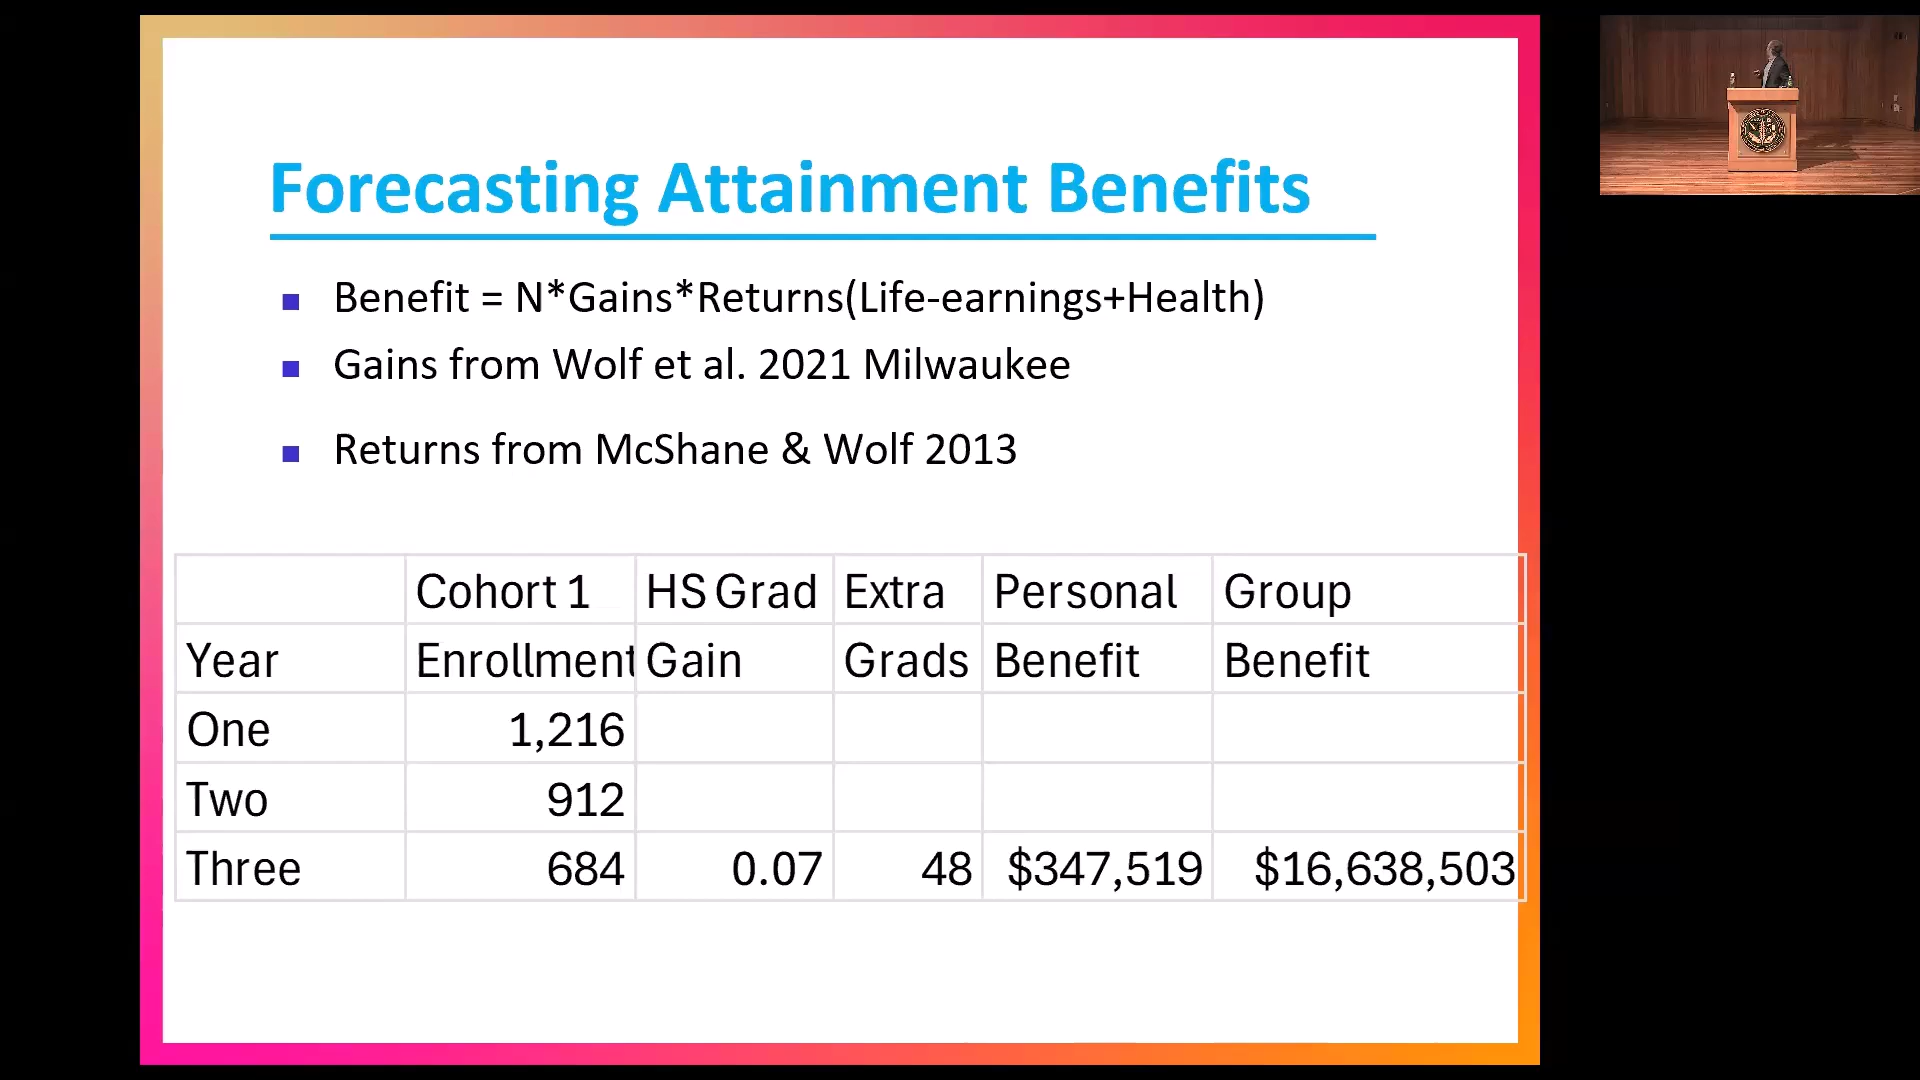 Forecasting Attainment Benefits
Benefit = N*Gains*Returns(Life-earnings+Health)
Gains from Wolf et al. 2021 Milwaukee
Returns from McShane & Wolf 2013
Cohort 1 HS Grad Extra Personal Group
Year Enrollment Gain Grads Benefit Benefit
One 1,216
Two 912
Three 684 0.07 48 $347,519 $16,638,503